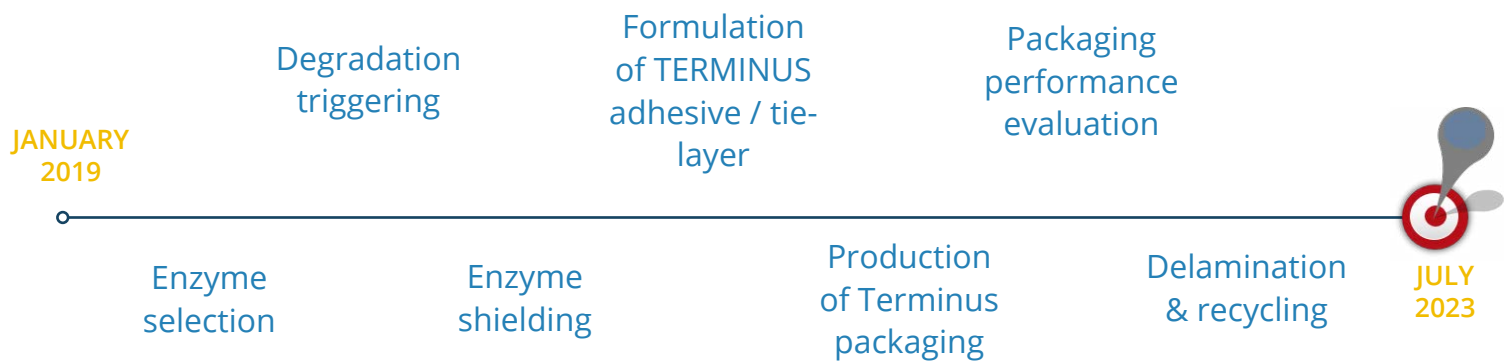 JANUARY
2019
Enzyme
selection
Degradation
triggering
Enzyme
shielding
Formulation
of TERMINUS
adhesive / tie-
layer
Production
of Terminus
packaging
Packaging
performance
evaluation
Delamination
& recycling
JULY
2023